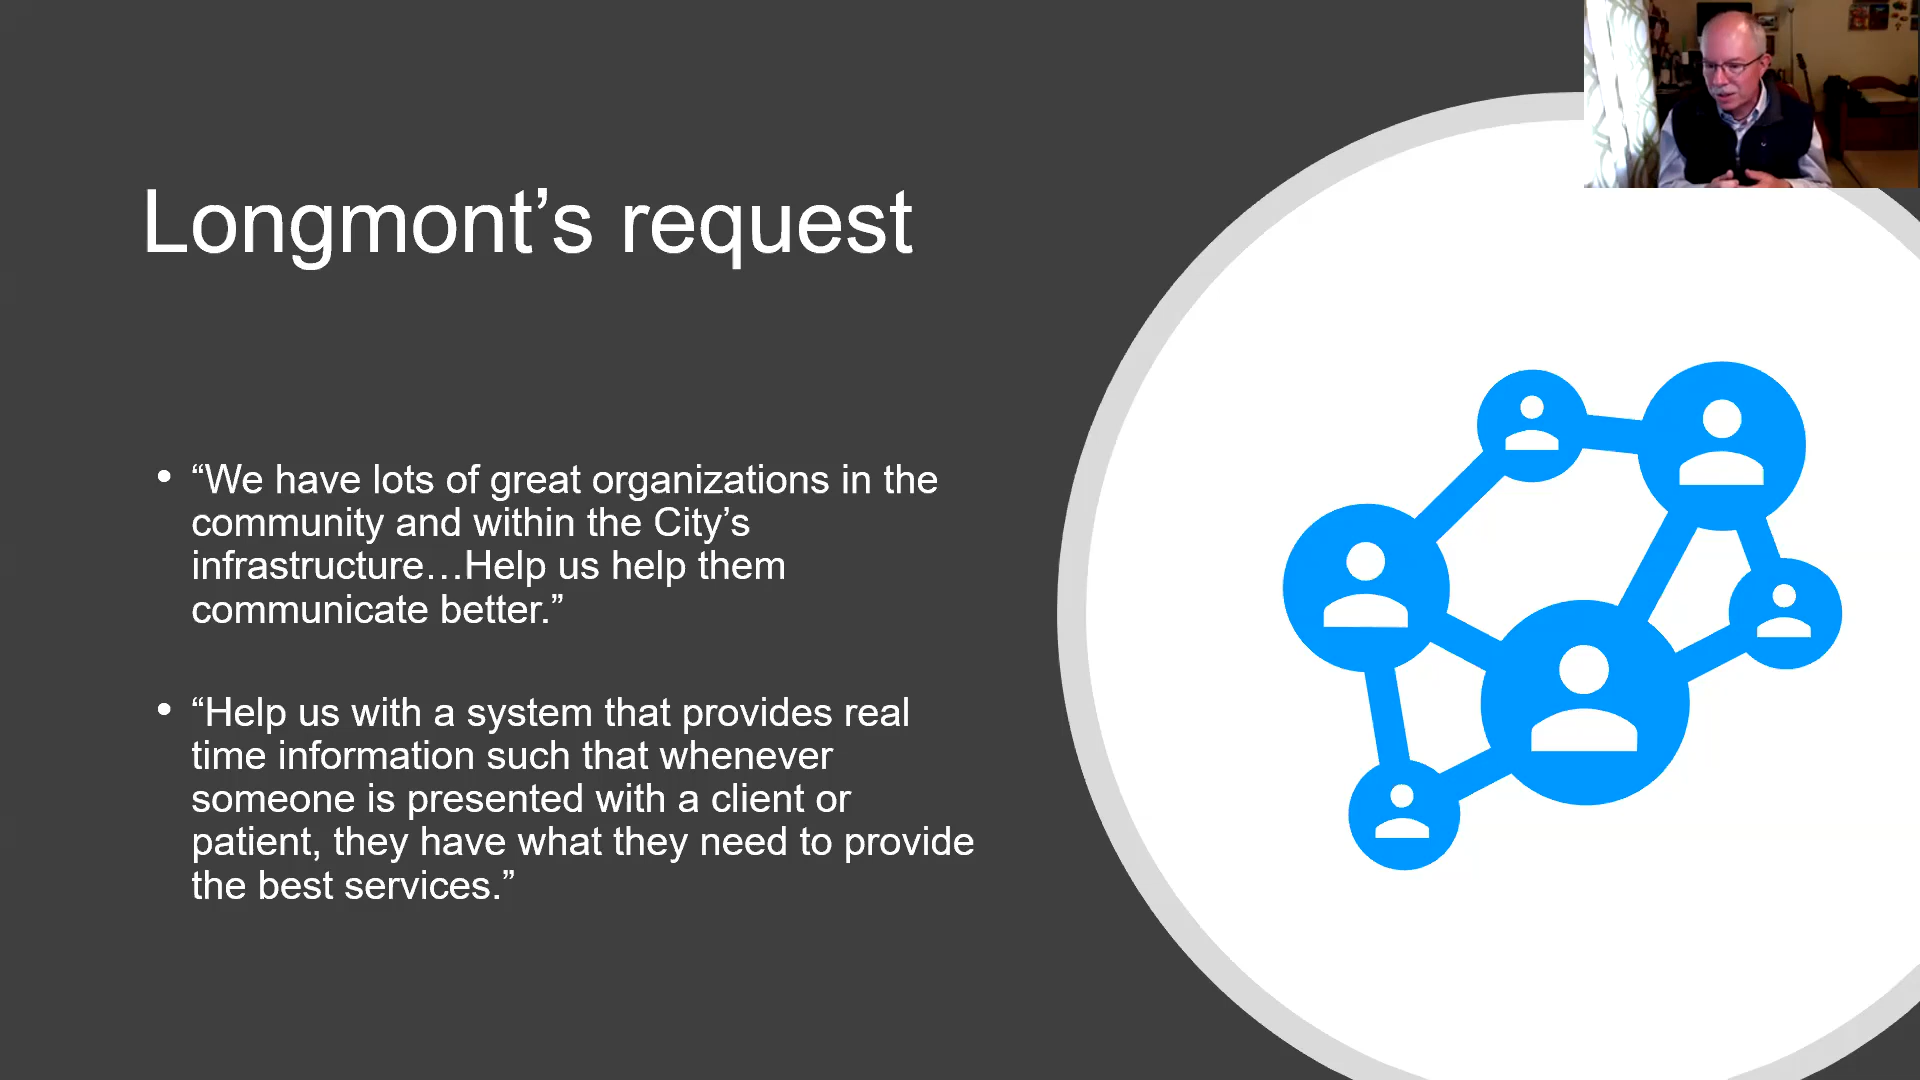 Longmont’s request
• “We have lots of great organizations in the
community and within the City’s
infrastructure…Help us help them
communicate better.”
• “Help us with a system that provides real
time information such that whenever
someone is presented with a client or
patient, they have what they need to provide
the best services.”